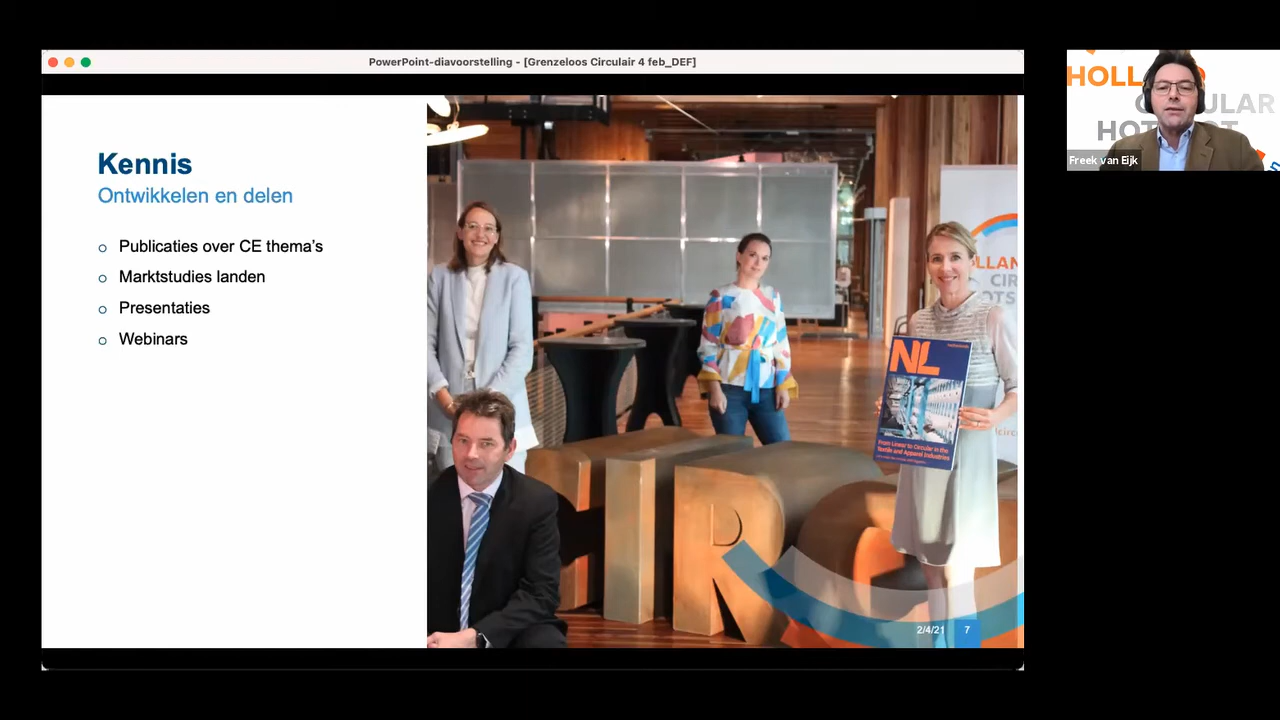 PowerPoint-diavoorstelling - [Grenzeloos Circulair 4 feb_DEF]
Kennis
Ontwikkelen en delen
Publicaties over CE thema's
Marktstudies landen
Presentaties
Webinars
NL
From Linear to Circular in the
Textile and Apparel Industries
CIRC
2/4/21
7
Freek van Eijk